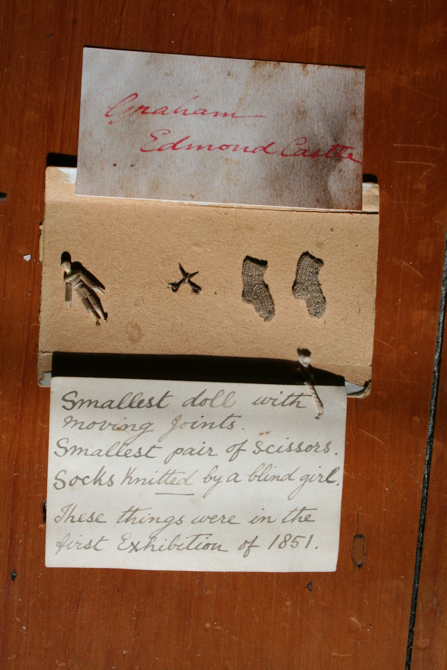 Graham
Edmond Castle
Smallest doll with
moving joints.
Smallest pair of Scissors.
Socks Knitted by a blind girl.
These things were in the
first Exhibition of 1851.